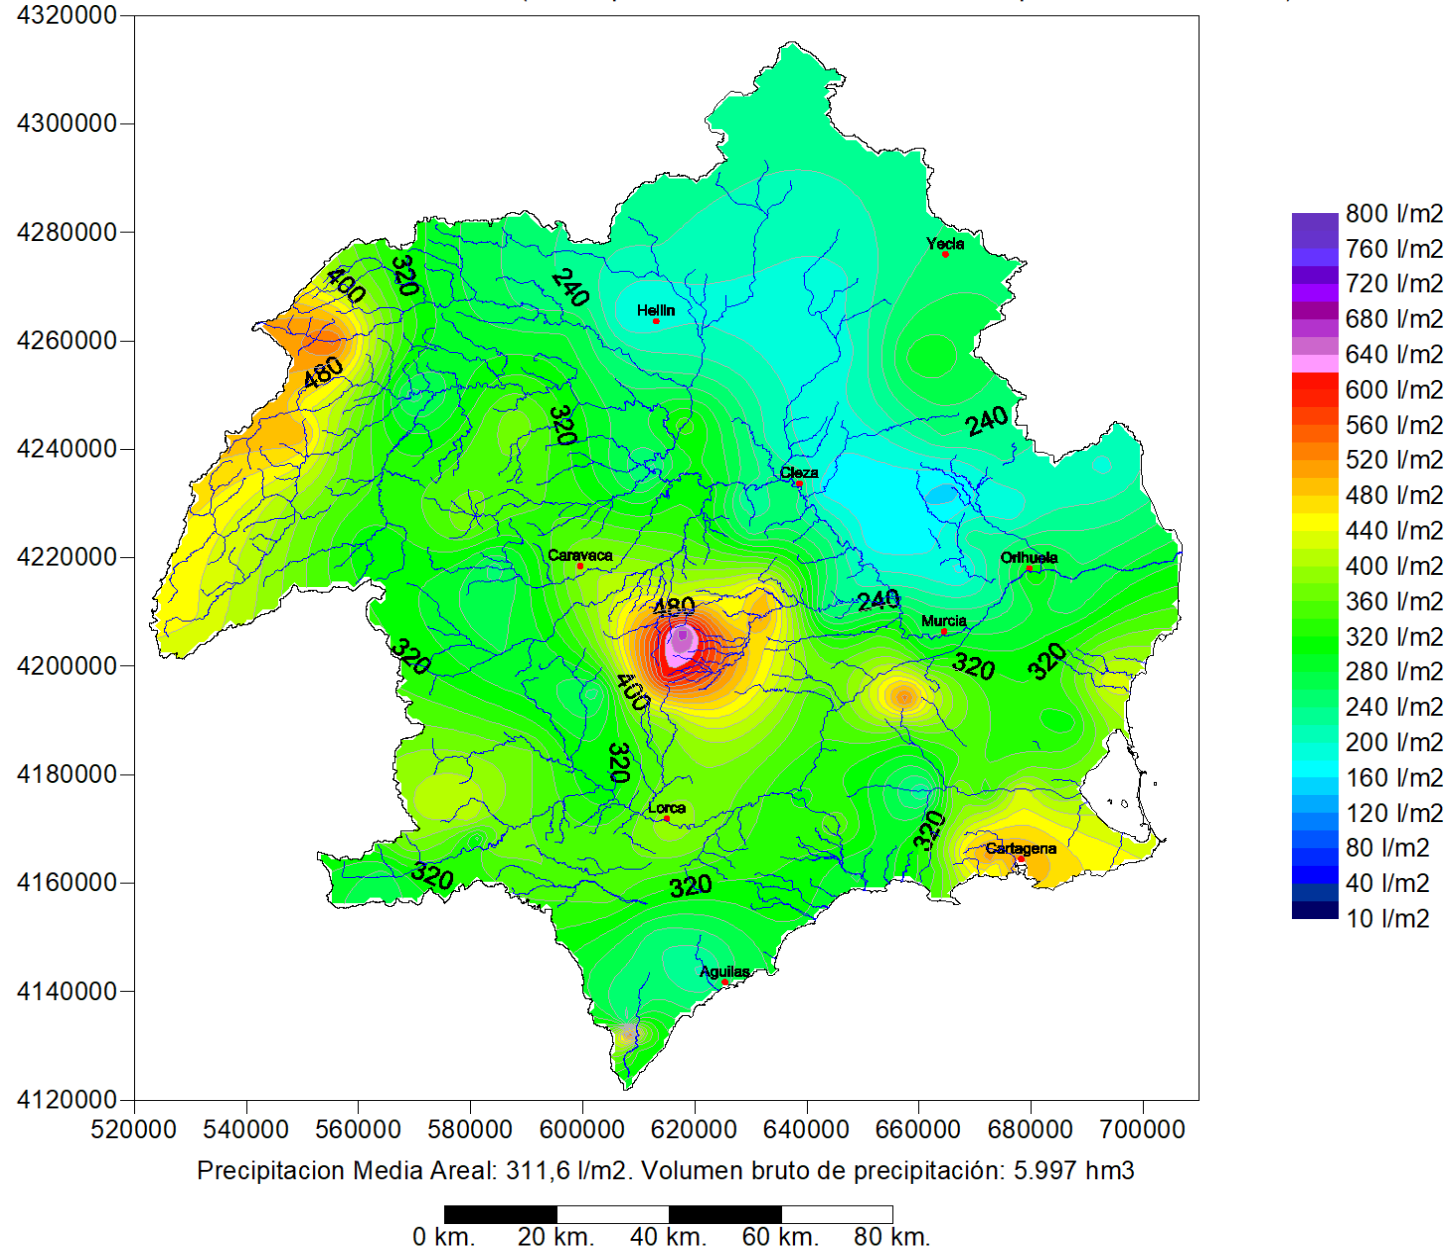 4320000
4300000
4280000
4260000
4240000
4220000
4200000
4180000
4160000
4140000
4120000
520000 540000 560000 580000 600000 620000 640000 660000 680000 700000
Yecla
400
320
240
Hellin
480
320
240
Cieza
Caravaca
Orihuela
480
240
Murcia
320
320
320
400
320
Lorca
320
Cartagena
320
320
Aguilas
800 l/m2
760 l/m2
720 l/m2
680 l/m2
640 l/m2
600 l/m2
560 l/m2
520 l/m2
480 l/m2
440 l/m2
400 l/m2
360 l/m2
320 l/m2
280 l/m2
240 l/m2
200 l/m2
160 l/m2
120 l/m2
80 l/m2
40 l/m2
10 l/m2
Precipitacion Media Areal: 311,6 l/m2. Volumen bruto de precipitación: 5.997 hm3
0 km. 20 km. 40 km. 60 km. 80 km.